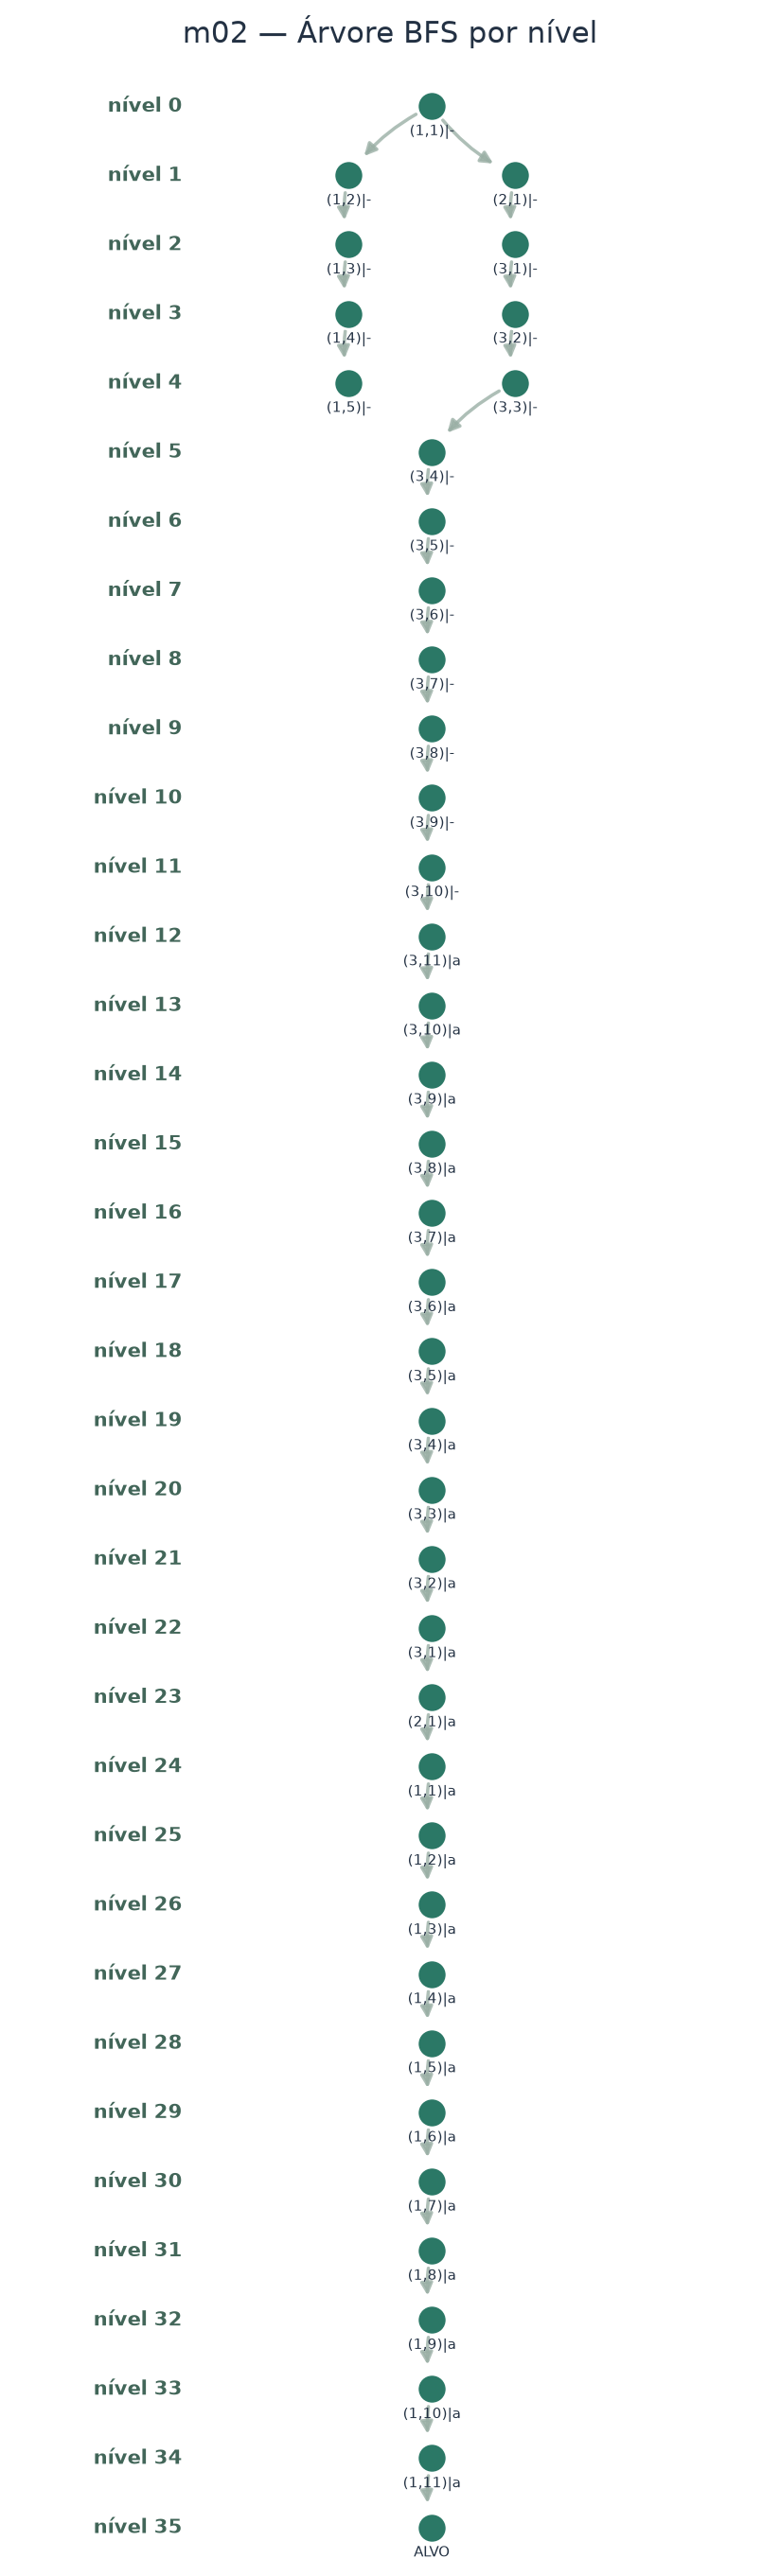 m02 — Árvore BFS por nível
nível 0
(1,1)|-
nível 1
(1,2)|- (2,1)|-
nível 2
(1,3)|- (3,1)|-
nível 3
(1,4)|- (3,2)|-
nível 4
(1,5)|- (3,3)|-
nível 5
(3,4)|-
nível 6
(3,5)|-
nível 7
(3,6)|-
nível 8
(3,7)|-
nível 9
(3,8)|-
nível 10
(3,9)|-
nível 11
(3,10)|-
nível 12
(3,11)|a
nível 13
(3,10)|a
nível 14
(3,9)|a
nível 15
(3,8)|a
nível 16
(3,7)|a
nível 17
(3,6)|a
nível 18
(3,5)|a
nível 19
(3,4)|a
nível 20
(3,3)|a
nível 21
(3,2)|a
nível 22
(3,1)|a
nível 23
(2,1)|a
nível 24
(1,1)|a
nível 25
(1,2)|a
nível 26
(1,3)|a
nível 27
(1,4)|a
nível 28
(1,5)|a
nível 29
(1,6)|a
nível 30
(1,7)|a
nível 31
(1,8)|a
nível 32
(1,9)|a
nível 33
(1,10)|a
nível 34
(1,11)|a
nível 35
ALVO